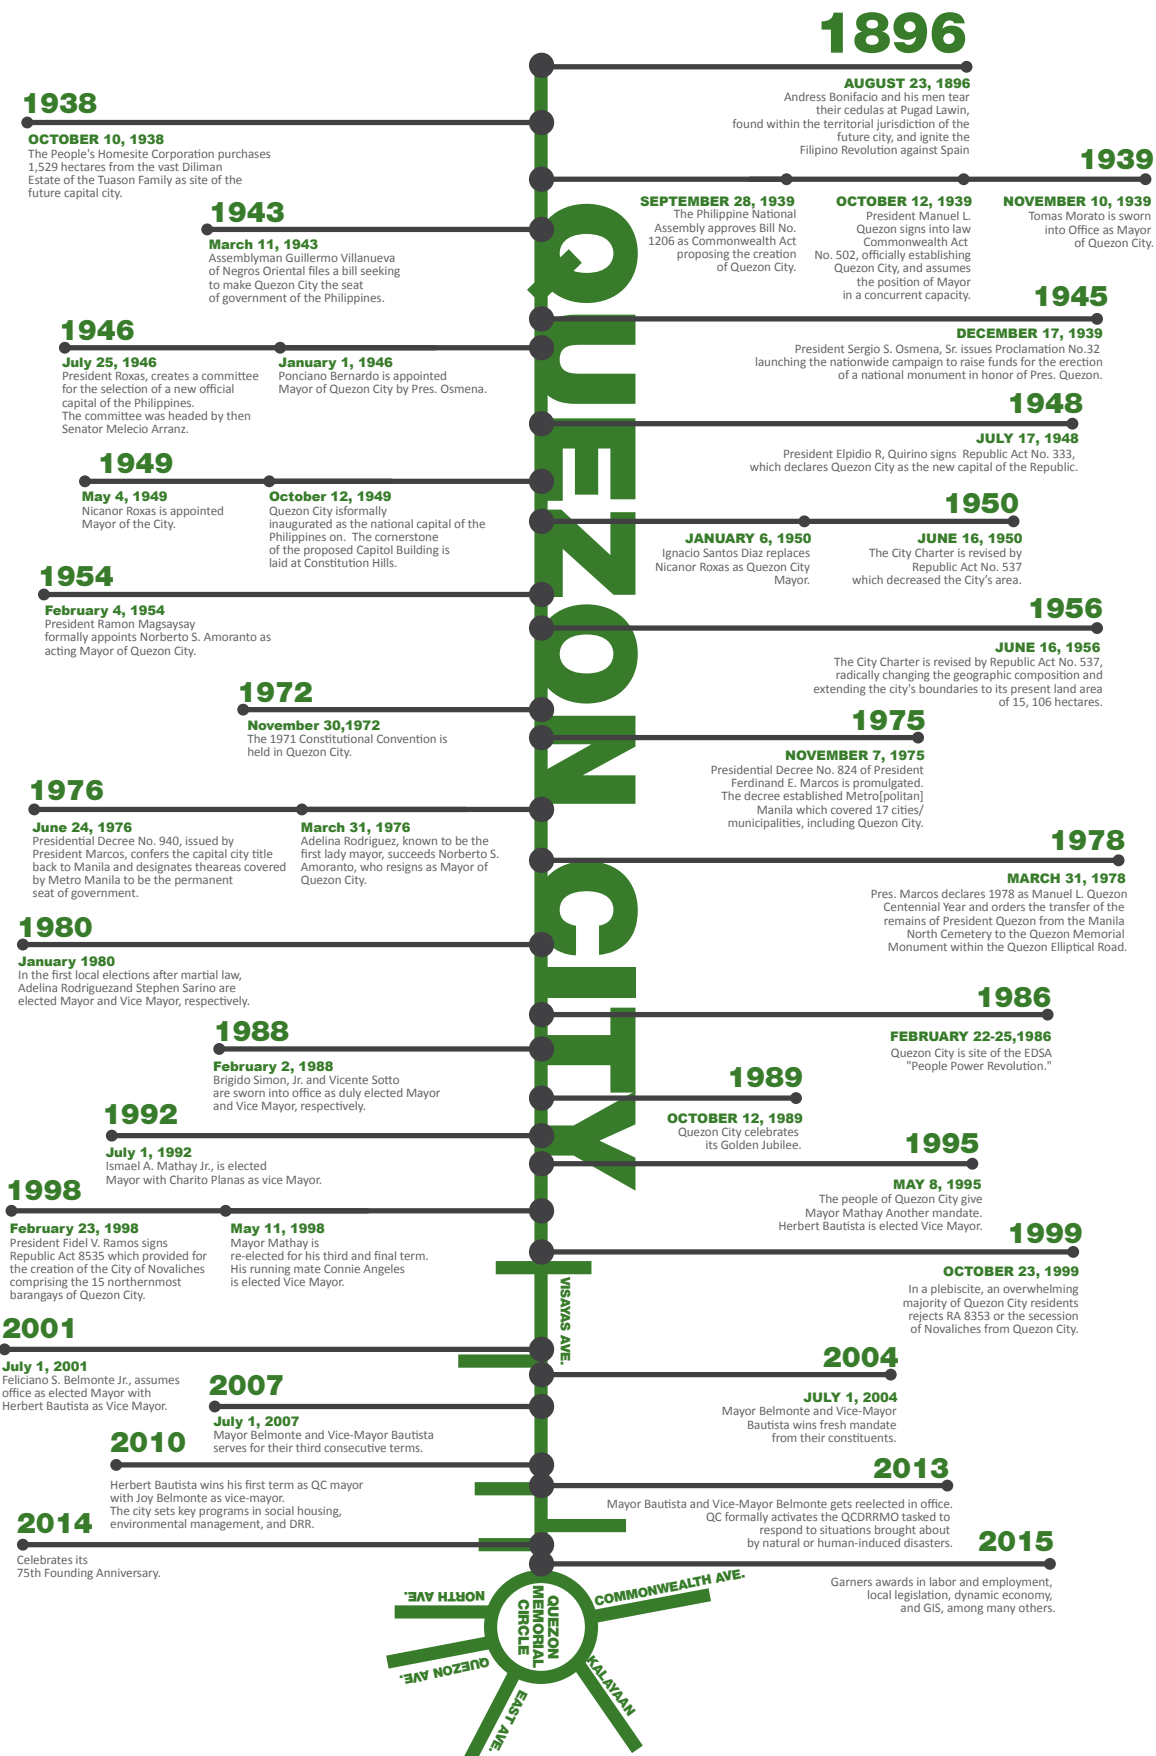 1896
AUGUST 23, 1896
Andress Bonifacio and his men tear
their cedulas at Pugad Lawin,
found within the territorial jurisdiction of the
future city, and ignite the
Filipino Revolution against Spain
1938
OCTOBER 10, 1938
The People's Homesite Corporation purchases
1,529 hectares from the vast Diliman
Estate of the Tuason Family as site of the
future capital city.
1939
SEPTEMBER 28, 1939
The Philippine National
Assembly approves Bill No.
1206 as Commonwealth Act
proposing the creation
of Quezon City.
OCTOBER 12, 1939
President Manuel L.
Quezon signs into law
Commonwealth Act
No. 502, officially establishing
Quezon City, and assumes
the position of Mayor
in a concurrent capacity.
NOVEMBER 10, 1939
Tomas Morato is sworn
into Office as Mayor
of Quezon City.
1943
March 11, 1943
Assemblyman Guillermo Villanueva
of Negros Oriental files a bill seeking
to make Quezon City the seat
of government of the Philippines.
QUEZON CITY
1945
DECEMBER 17, 1939
President Sergio S. Osmena, Sr. issues Proclamation No.32
launching the nationwide campaign to raise funds for the erection
of a national monument in honor of Pres. Quezon.
1946
July 25, 1946
President Roxas, creates a committee
for the selection of a new official
capital of the Philippines.
The committee was headed by then
Senator Melecio Arranz.
January 1, 1946
Ponciano Bernardo is appointed
Mayor of Quezon City by Pres. Osmena.
1948
JULY 17, 1948
President Elpidio R, Quirino signs Republic Act No. 333,
which declares Quezon City as the new capital of the Republic.
1949
May 4, 1949
Nicanor Roxas is appointed
Mayor of the City.
October 12, 1949
Quezon City isformally
inaugurated as the national capital of the
Philippines on. The cornerstone
of the proposed Capitol Building is
laid at Constitution Hills.
1950
JANUARY 6, 1950
Ignacio Santos Diaz replaces
Nicanor Roxas as Quezon City
Mayor.
JUNE 16, 1950
The City Charter is revised by
Republic Act No. 537
which decreased the City's area.
1954
February 4, 1954
President Ramon Magsaysay
formally appoints Norberto S. Amoranto as
acting Mayor of Quezon City.
1956
JUNE 16, 1956
The City Charter is revised by Republic Act No. 537,
radically changing the geographic composition and
extending the city's boundaries to its present land area
of 15, 106 hectares.
1972
November 30,1972
The 1971 Constitutional Convention is
held in Quezon City.
1975
NOVEMBER 7, 1975
Presidential Decree No. 824 of President
Ferdinand E. Marcos is promulgated.
The decree established Metro[politan]
Manila which covered 17 cities/
municipalities, including Quezon City.
1976
June 24, 1976
Presidential Decree No. 940, issued by
President Marcos, confers the capital city title
back to Manila and designates theareas covered
by Metro Manila to be the permanent
seat of government.
March 31, 1976
Adelina Rodriguez, known to be the
first lady mayor, succeeds Norberto S.
Amoranto, who resigns as Mayor of
Quezon City.
1978
MARCH 31, 1978
Pres. Marcos declares 1978 as Manuel L. Quezon
Centennial Year and orders the transfer of the
remains of President Quezon from the Manila
North Cemetery to the Quezon Memorial
Monument within the Quezon Elliptical Road.
1980
January 1980
In the first local elections after martial law,
Adelina Rodriguezand Stephen Sarino are
elected Mayor and Vice Mayor, respectively.
1986
FEBRUARY 22-25,1986
Quezon City is site of the EDSA
"People Power Revolution."
1988
February 2, 1988
Brigido Simon, Jr. and Vicente Sotto
are sworn into office as duly elected Mayor
and Vice Mayor, respectively.
1989
OCTOBER 12, 1989
Quezon City celebrates
its Golden Jubilee.
1992
July 1, 1992
Ismael A. Mathay Jr., is elected
Mayor with Charito Planas as vice Mayor.
1995
MAY 8, 1995
The people of Quezon City give
Mayor Mathay Another mandate.
Herbert Bautista is elected Vice Mayor.
1998
February 23, 1998
President Fidel V. Ramos signs
Republic Act 8535 which provided for
the creation of the City of Novaliches
comprising the 15 northernmost
barangays of Quezon City.
May 11, 1998
Mayor Mathay is
re-elected for his third and final term.
His running mate Connie Angeles
is elected Vice Mayor.
1999
OCTOBER 23, 1999
In a plebiscite, an overwhelming
majority of Quezon City residents
rejects RA 8353 or the secession
of Novaliches from Quezon City.
VISAYAS AVE.
2001
July 1, 2001
Feliciano S. Belmonte Jr., assumes
office as elected Mayor with
Herbert Bautista as Vice Mayor.
2004
JULY 1, 2004
Mayor Belmonte and Vice-Mayor
Bautista wins fresh mandate
from their constituents.
2007
July 1, 2007
Mayor Belmonte and Vice-Mayor Bautista
serves for their third consecutive terms.
2010
Herbert Bautista wins his first term as QC mayor
with Joy Belmonte as vice-mayor.
The city sets key programs in social housing,
environmental management, and DRR.
2013
Mayor Bautista and Vice-Mayor Belmonte gets reelected in office.
QC formally activates the QCDRRMO tasked to
respond to situations brought about
by natural or human-induced disasters.
2014
Celebrates its
75th Founding Anniversary.
2015
Garners awards in labor and employment,
local legislation, dynamic economy,
and GIS, among many others.
NORTH AVE.
COMMONWEALTH AVE.
QUEZON
MEMORIAL
CIRCLE
QUEZON AVE.
KALAYAAN
EAST AVE.